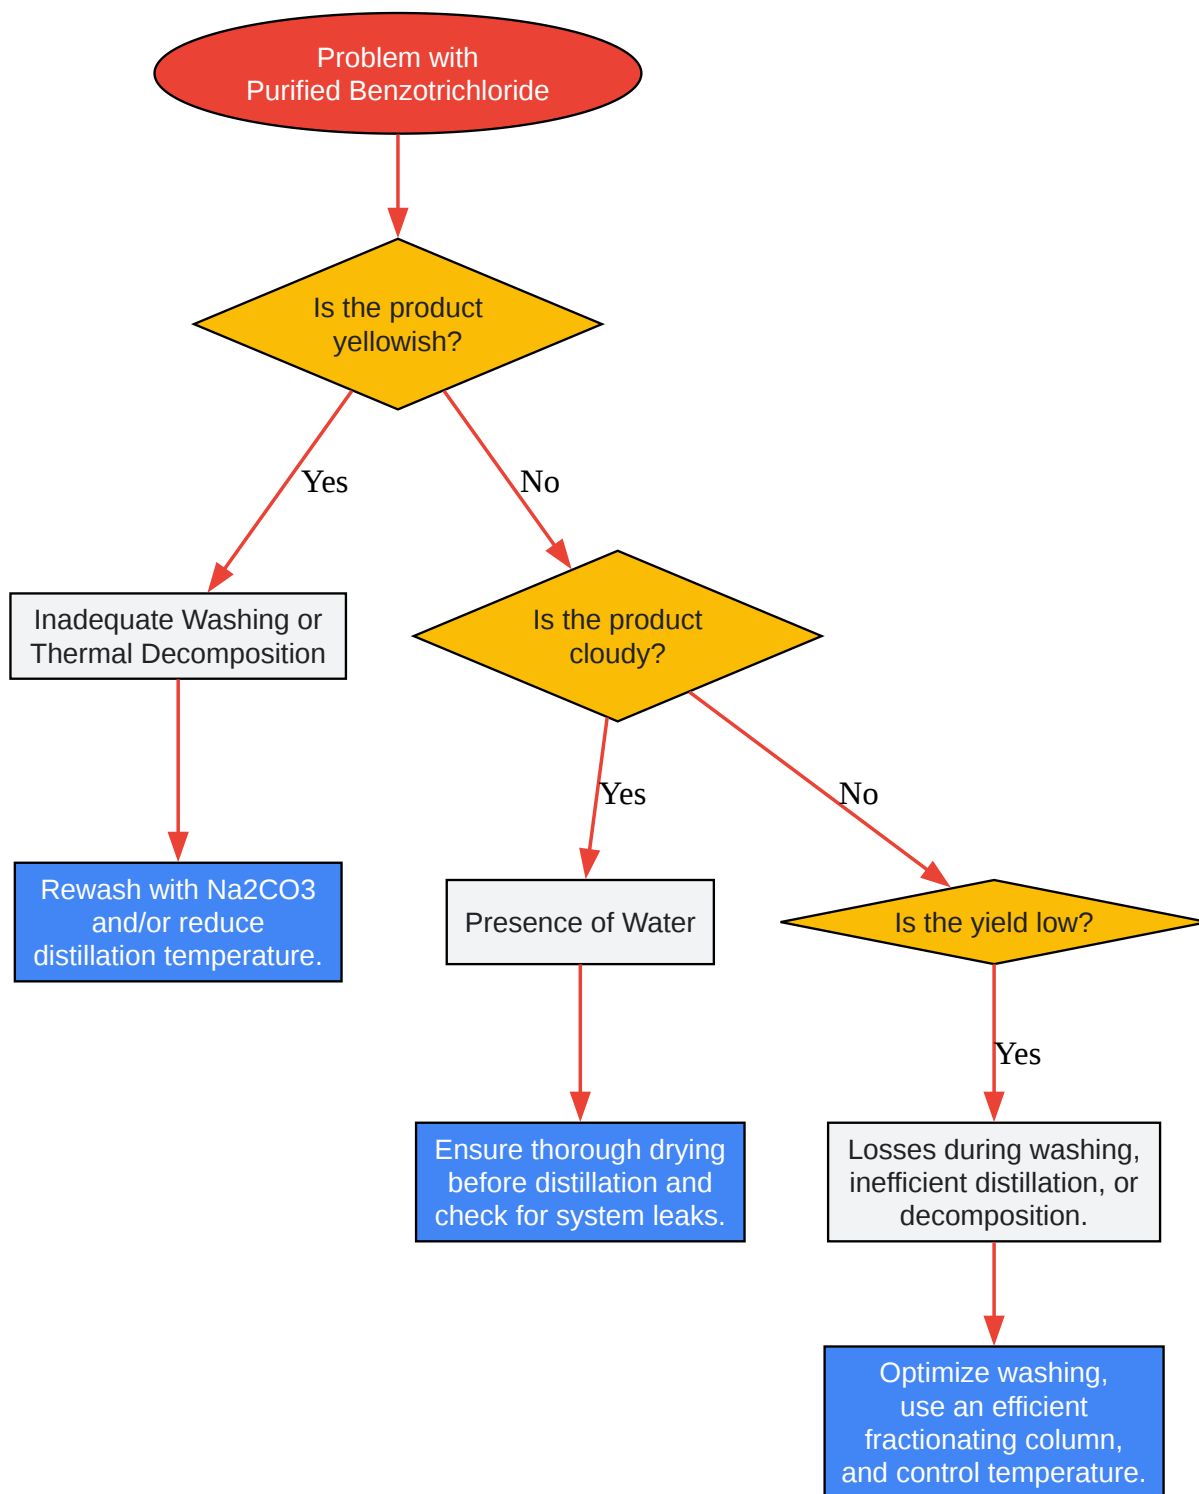 Problem with
Purified Benzotrichloride
Is the product
yellowish?
Yes
No
Inadequate Washing or
Thermal Decomposition
Is the product
cloudy?
Yes
No
Rewash with Na2CO3
and/or reduce
distillation temperature.
Presence of Water
Is the yield low?
Yes
Ensure thorough drying
before distillation and
check for system leaks.
Losses during washing,
inefficient distillation, or
decomposition.
Optimize washing,
use an efficient
fractionating column,
and control temperature.